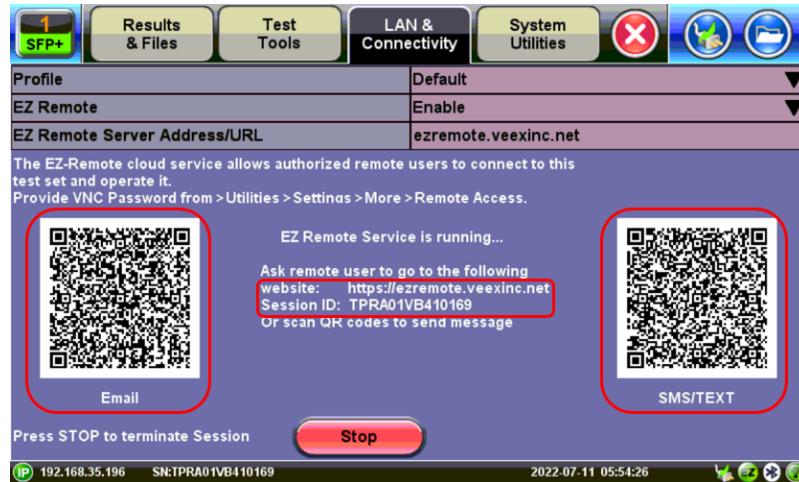 1
SFP+
Results
& Files
Test
Tools
LAN &
Connectivity
System
Utilities
Profile
Default
EZ Remote
Enable
EZ Remote Server Address/URL
ezremote.veexinc.net
The EZ-Remote cloud service allows authorized remote users to connect to this
test set and operate it.
Provide VNC Password from >Utilities >Settings >More >Remote Access.
EZ Remote Service is running...
Ask remote user to go to the following
website: https://ezremote.veexinc.net
Session ID: TPRA01VB410169
Or scan QR codes to send message
Email
SMS/TEXT
Press STOP to terminate Session
Stop
IP 192.168.35.196 SN:TPRA01VB410169 2022-07-11 05:54:26 EZ